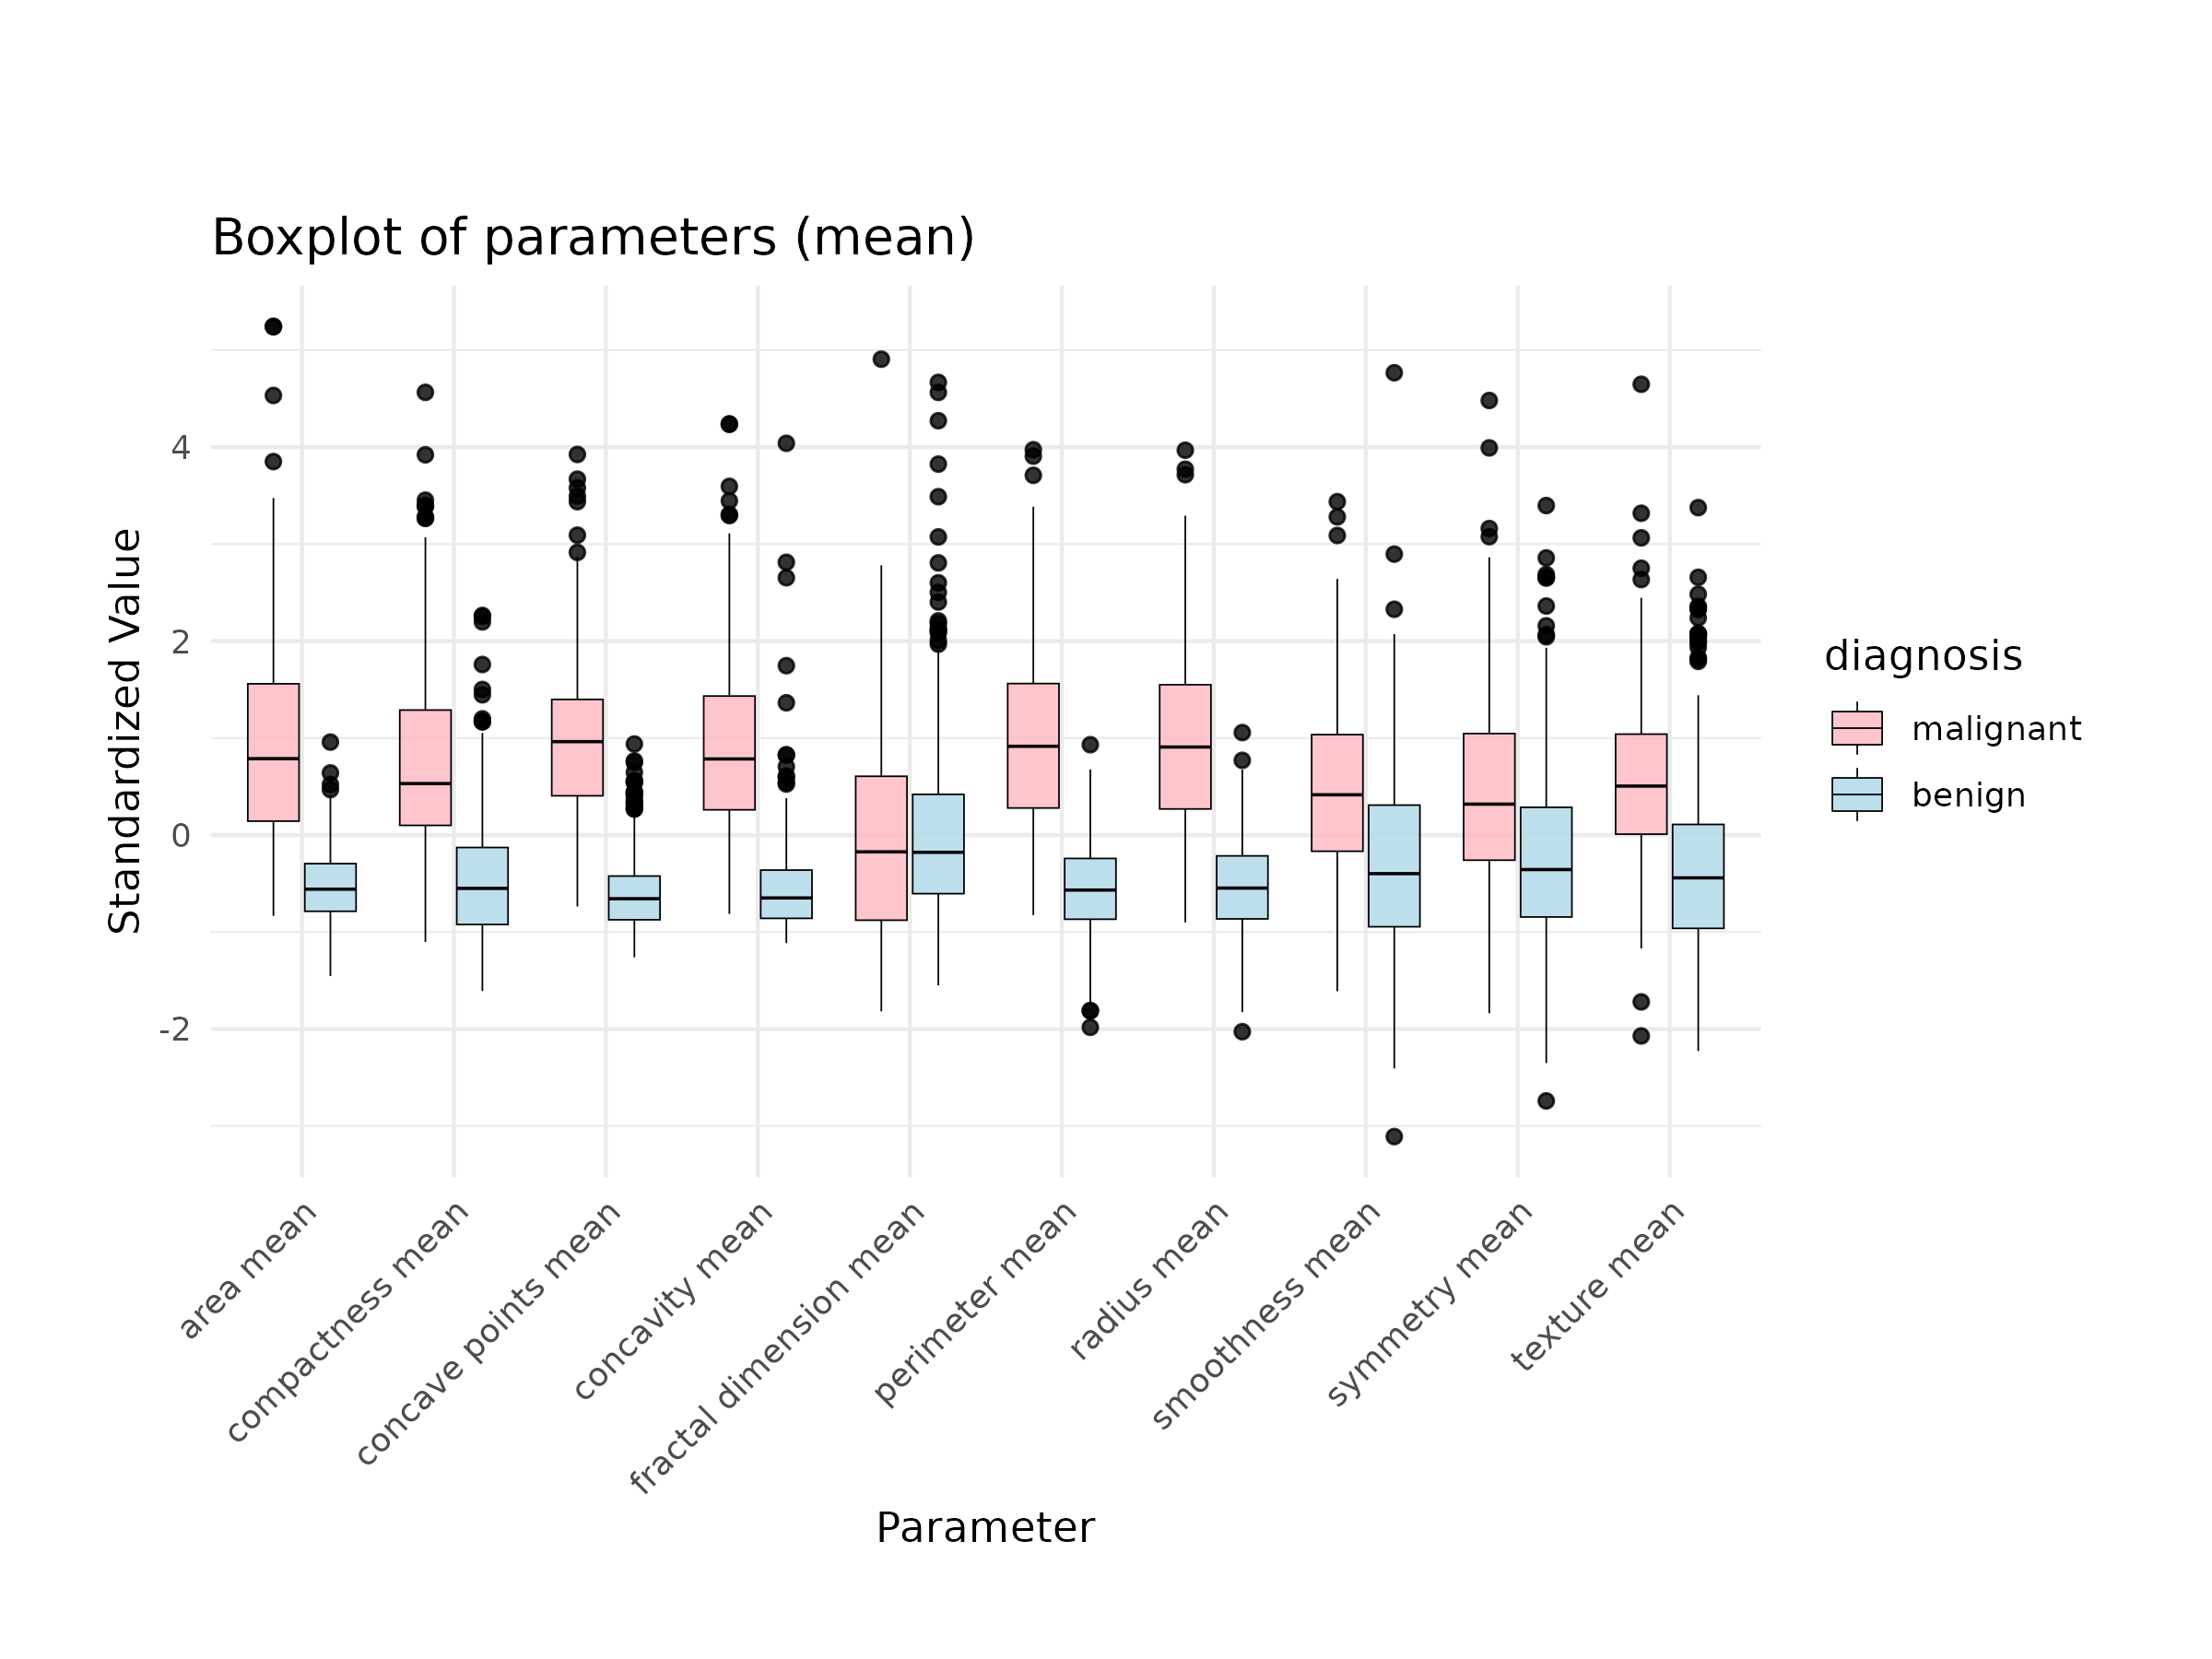 Boxplot of parameters (mean)
Standardized Value
4
2
0
-2
area mean
compactness mean
concave points mean
concavity mean
fractal dimension mean
perimeter mean
radius mean
smoothness mean
symmetry mean
texture mean
Parameter
diagnosis
malignant
benign